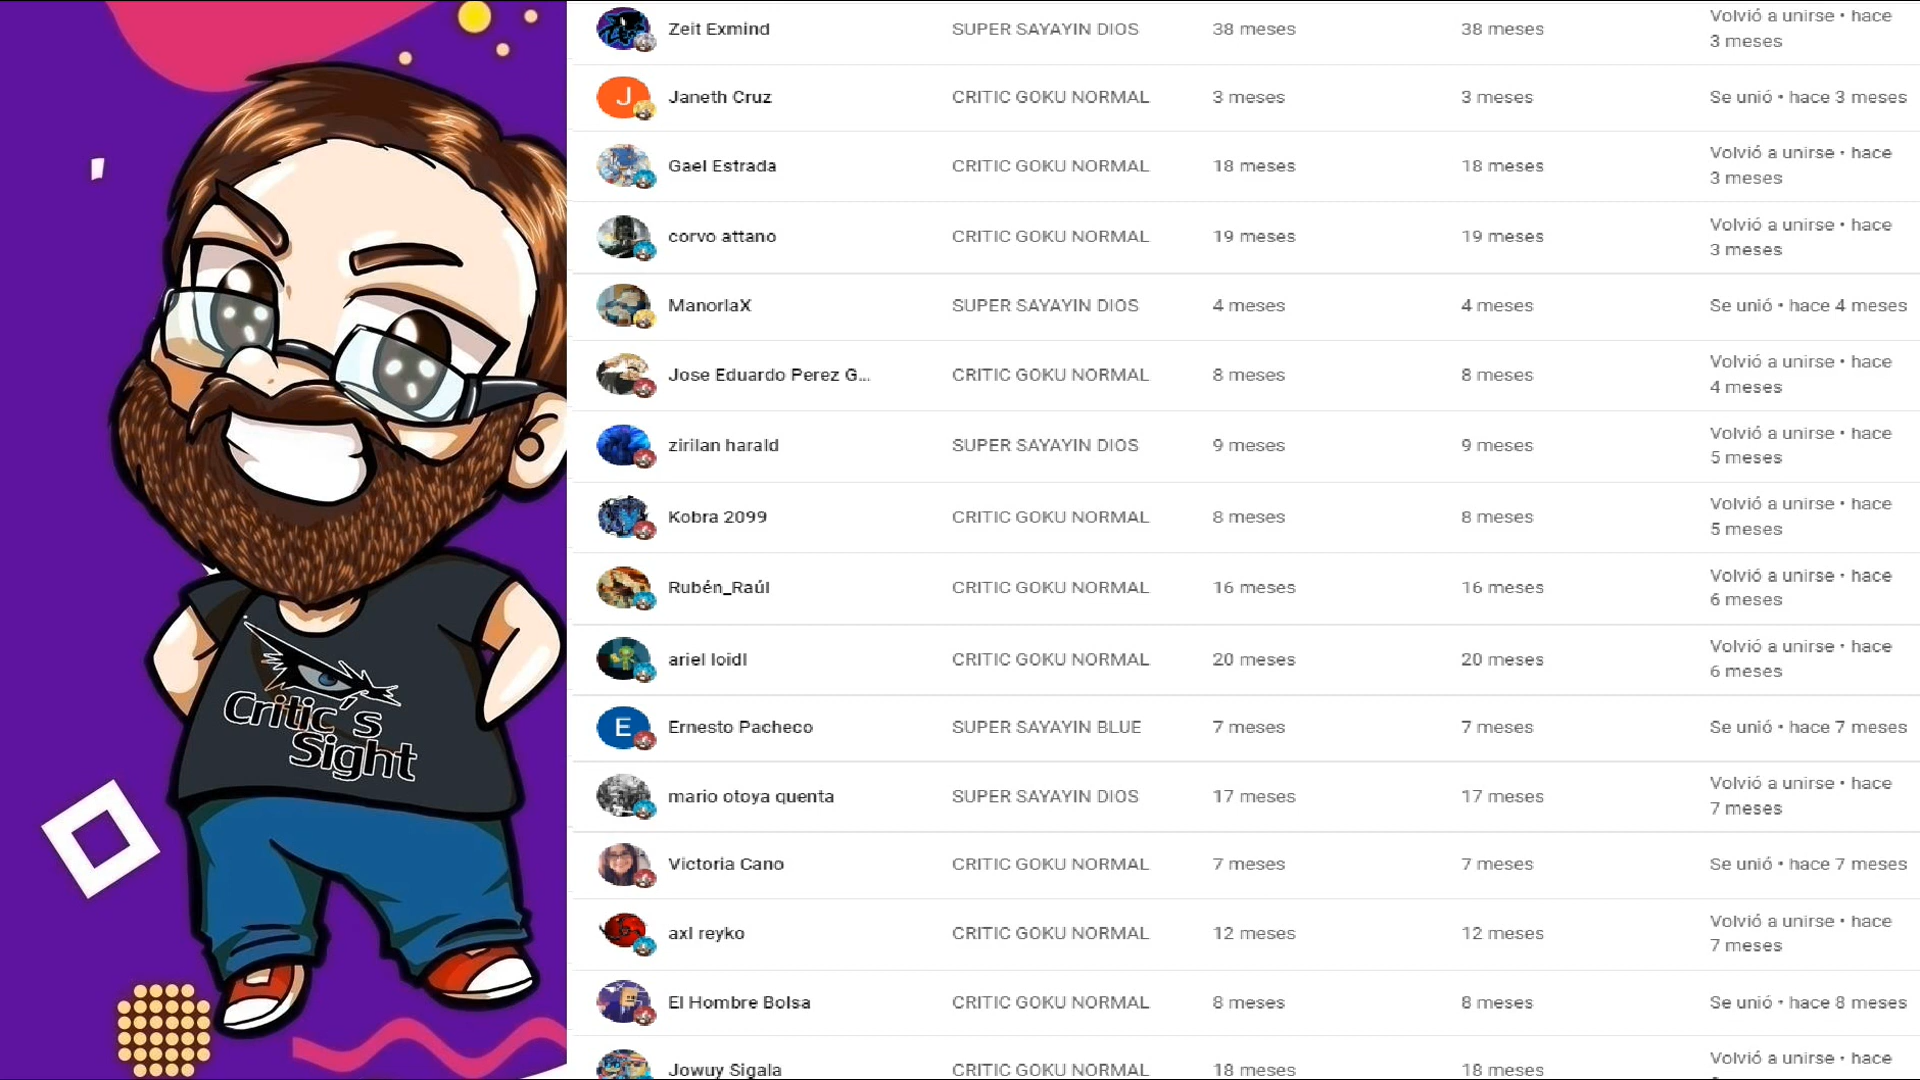 Critic's
Sight
Zeit Exmind SUPER SAYAYIN DIOS 38 meses 38 meses Volvió a unirse • hace
3 meses
J Janeth Cruz CRITIC GOKU NORMAL 3 meses 3 meses Se unió • hace 3 meses
Gael Estrada CRITIC GOKU NORMAL 18 meses 18 meses Volvió a unirse • hace
3 meses
corvo attano CRITIC GOKU NORMAL 19 meses 19 meses Volvió a unirse • hace
3 meses
SUPER SAYAYIN DIOS 4 meses 4 meses Se unió • hace 4 meses
Jose Eduardo Perez G... CRITIC GOKU NORMAL 8 meses 8 meses Volvió a unirse • hace
4 meses
zirilan harald SUPER SAYAYIN DIOS 9 meses 9 meses Volvió a unirse • hace
5 meses
Kobra 2099 CRITIC GOKU NORMAL 8 meses 8 meses Volvió a unirse • hace
5 meses
Rubén_Raúl CRITIC GOKU NORMAL 16 meses 16 meses Volvió a unirse • hace
6 meses
ariel loidl CRITIC GOKU NORMAL 20 meses 20 meses Volvió a unirse • hace
6 meses
E Ernesto Pacheco SUPER SAYAYIN BLUE 7 meses 7 meses Se unió • hace 7 meses
mario otoya quenta SUPER SAYAYIN DIOS 17 meses 17 meses Volvió a unirse • hace
7 meses
Victoria Cano CRITIC GOKU NORMAL 7 meses 7 meses Se unió • hace 7 meses
axl reyko CRITIC GOKU NORMAL 12 meses 12 meses Volvió a unirse • hace
7 meses
El Hombre Bolsa CRITIC GOKU NORMAL 8 meses 8 meses Se unió • hace 8 meses
Jowuy Sigala CRITIC GOKU NORMAL 18 meses 18 meses Volvió a unirse • hace